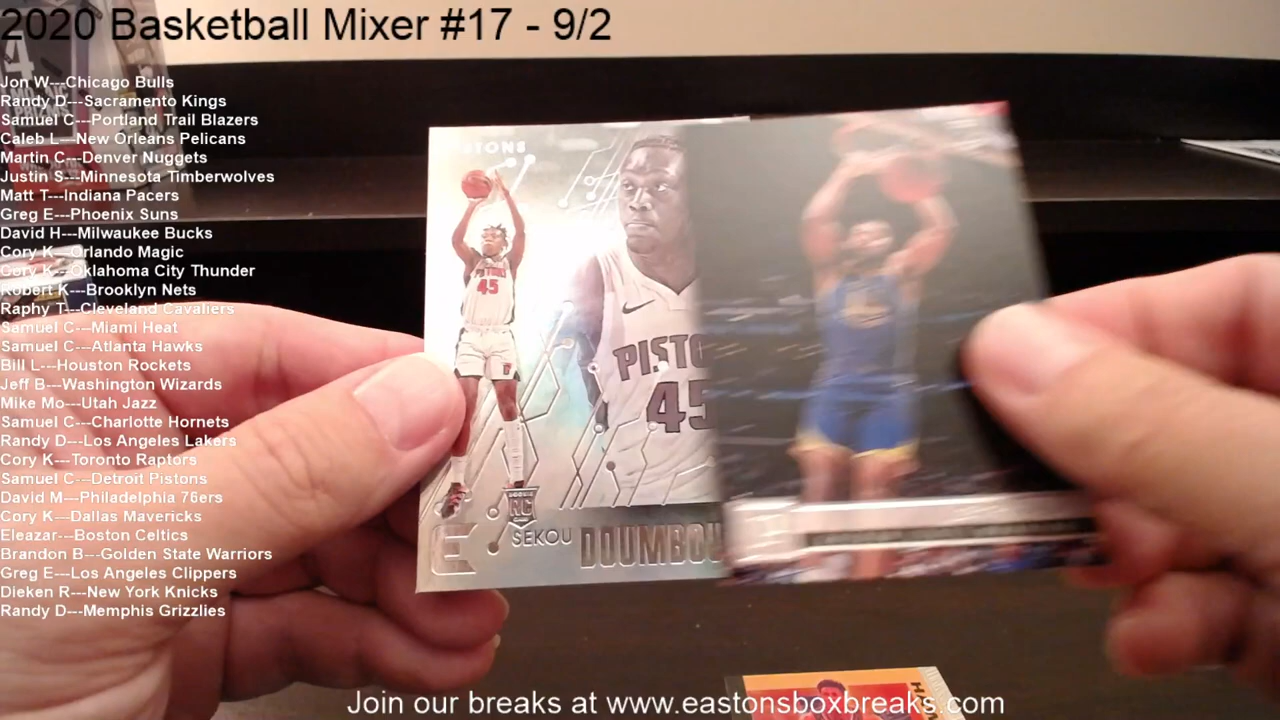 2020 Basketball Mixer #17 - 9/2
Jon W---Chicago Bulls
Randy D---Sacramento Kings
Samuel C---Portland Trail Blazers
Caleb L---New Orleans Pelicans
Martin C---Denver Nuggets
Justin S---Minnesota Timberwolves
Matt T---Indiana Pacers
Greg E---Phoenix Suns
David H---Milwaukee Bucks
Cory K---Orlando Magic
Cory K---Oklahoma City Thunder
Robert K---Brooklyn Nets
Raphy T---Cleveland Cavaliers
Samuel C---Miami Heat
Samuel C---Atlanta Hawks
Bill L---Houston Rockets
Jeff B---Washington Wizards
Mike Mo---Utah Jazz
Samuel C---Charlotte Hornets
Randy D---Los Angeles Lakers
Cory K---Toronto Raptors
Samuel C---Detroit Pistons
David M---Philadelphia 76ers
Cory K---Dallas Mavericks
Eleazar---Boston Celtics
Brandon B---Golden State Warriors
Greg E---Los Angeles Clippers
Dieken R---New York Knicks
Randy D---Memphis Grizzlies
STONS
PISTONS
45
PISTO
45
RC
E
SEKOU DOUMBOU
Join our breaks at www.eastonsboxbreaks.com